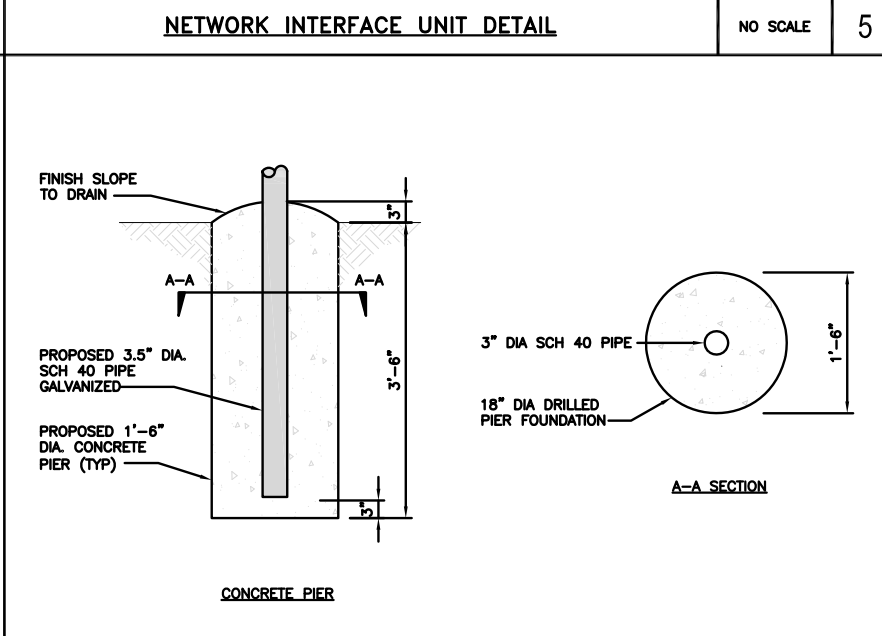 NETWORK INTERFACE UNIT DETAIL
NO SCALE
5
FINISH SLOPE
TO DRAIN
3"
A-A
A-A
PROPOSED 3.5" DIA.
SCH 40 PIPE
GALVANIZED
3'-6"
PROPOSED 1'-6"
DIA. CONCRETE
PIER (TYP)
3"
CONCRETE PIER
3" DIA SCH 40 PIPE
18" DIA DRILLED
PIER FOUNDATION
1'-6"
A-A SECTION